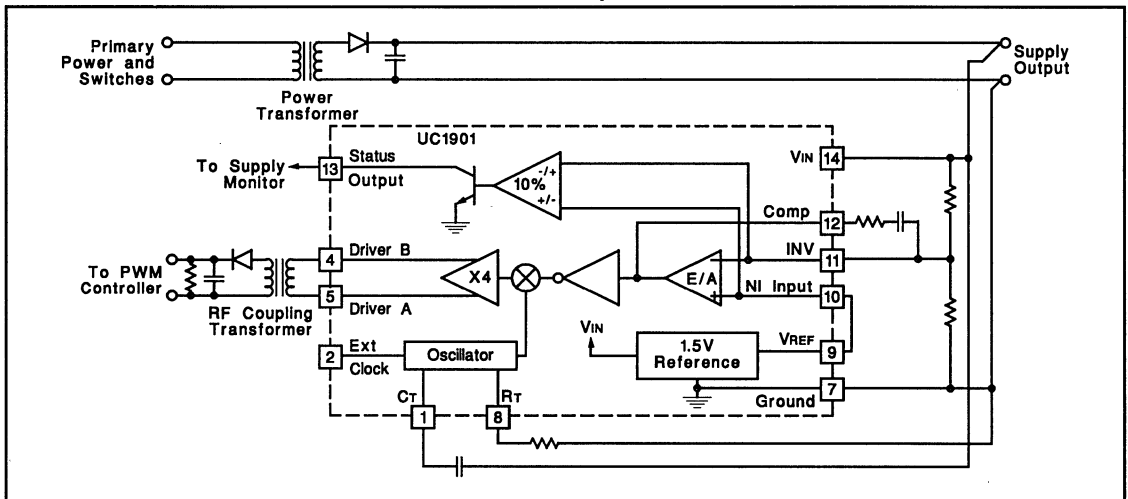 Primary
Power and
Switches
Supply
Output
Power
Transformer
UC1901
To Supply
Monitor
13
Status
Output
10%
-/+
+/-
VIN
14
Comp
12
INV
11
4
Driver B
To PWM
Controller
X4
E/A
NI Input
10
5
Driver A
RF Coupling
Transformer
VIN
1.5V
Reference
VREF
9
2
Ext
Clock
Oscillator
7
Ground
CT
RT
1
8